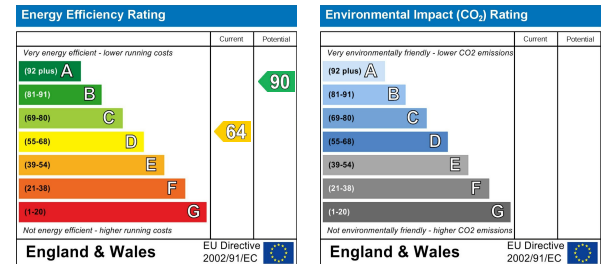 Energy Efficiency Rating
Current Potential
Very energy efficient - lower running costs
(92 plus) A
(81-91) B
(69-80) C
(55-68) D
(39-54) E
(21-38) F
(1-20) G
64
90
Not energy efficient - higher running costs
England & Wales
EU Directive
2002/91/EC
Environmental Impact (CO2) Rating
Current Potential
Very environmentally friendly - lower CO2 emissions
(92 plus) A
(81-91) B
(69-80) C
(55-68) D
(39-54) E
(21-38) F
(1-20) G
Not environmentally friendly - higher CO2 emissions
England & Wales
EU Directive
2002/91/EC